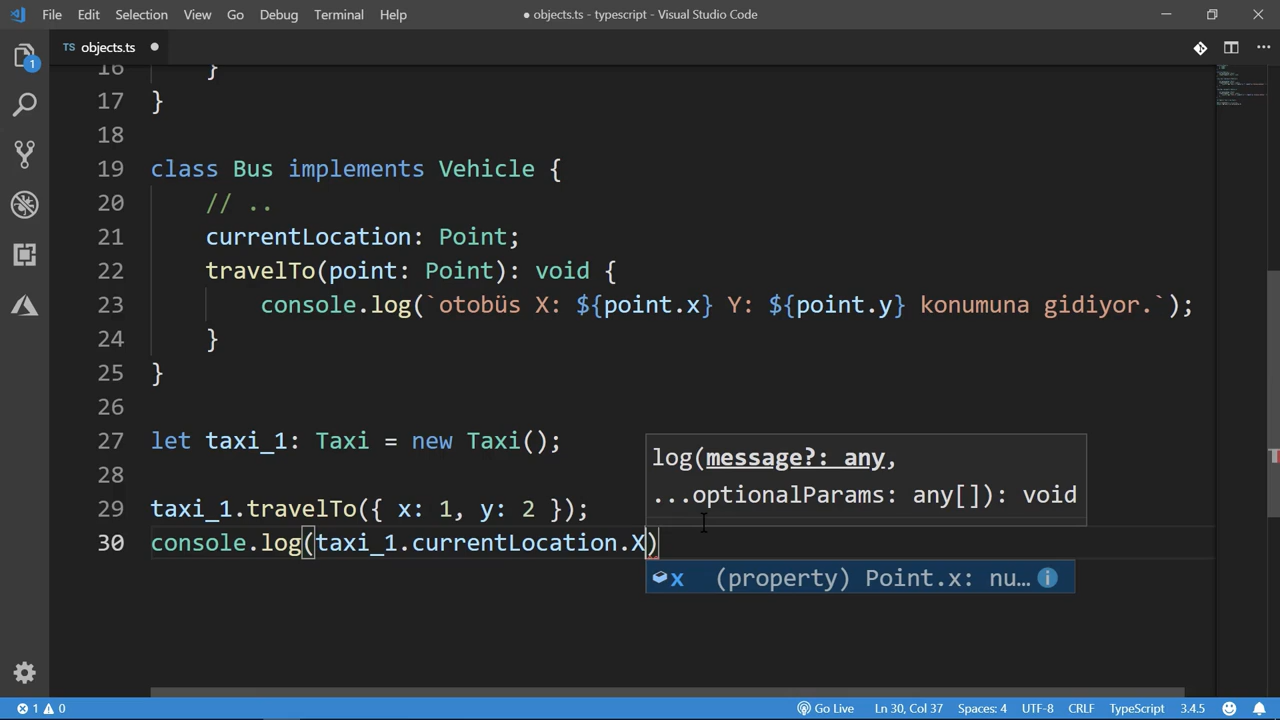 File Edit Selection View Go Debug Terminal Help ● objects.ts - typescript - Visual Studio Code
TS objects.ts ●
16 }
17 }
18
19 class Bus implements Vehicle {
20 // ..
21 currentLocation: Point;
22 travelTo(point: Point): void {
23 console.log(`otobüs X: ${point.x} Y: ${point.y} konumuna gidiyor.`);
24 }
25 }
26
27 let taxi_1: Taxi = new Taxi();
log(message?: any,
28
...optionalParams: any[]): void
29 taxi_1.travelTo({ x: 1, y: 2 });
30 console.log(taxi_1.currentLocation.X)
x (property) Point.x: nu...
1
1 0 Go Live Ln 30, Col 37 Spaces: 4 UTF-8 CRLF TypeScript 3.4.5